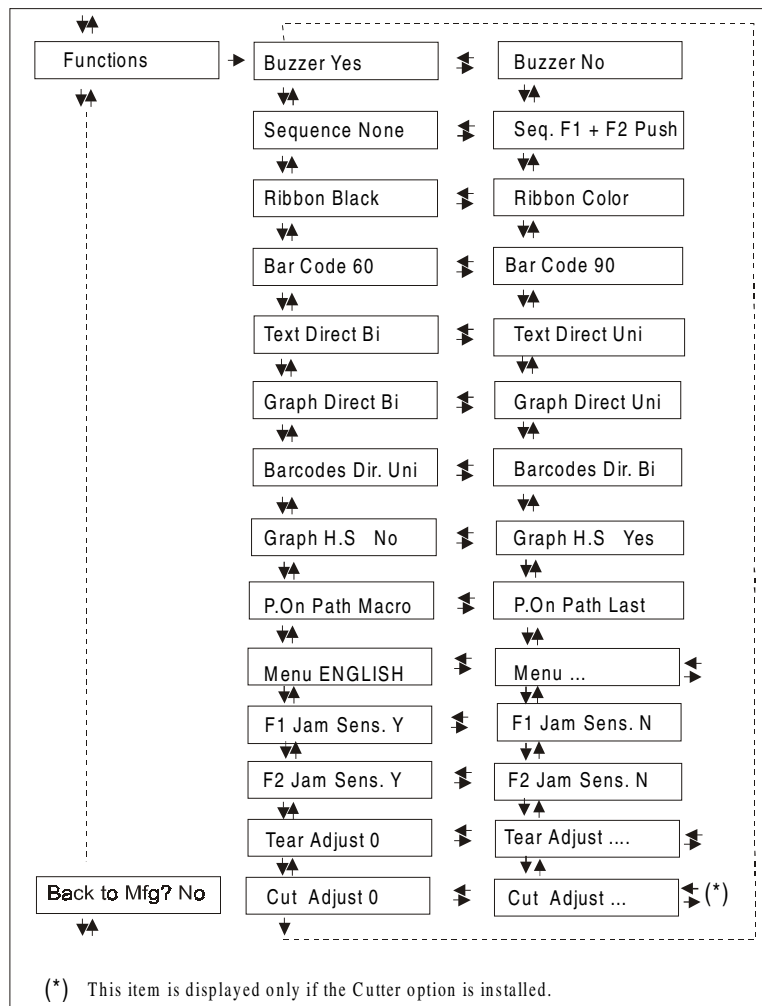 Functions
Buzzer Yes
Buzzer No
Sequence None
Seq. F1 + F2 Push
Ribbon Black
Ribbon Color
Bar Code 60
Bar Code 90
Text Direct Bi
Text Direct Uni
Graph Direct Bi
Graph Direct Uni
Barcodes Dir. Uni
Barcodes Dir. Bi
Graph H.S No
Graph H.S Yes
P.On Path Macro
P.On Path Last
Menu ENGLISH
Menu ...
F1 Jam Sens. Y
F1 Jam Sens. N
F2 Jam Sens. Y
F2 Jam Sens. N
Tear Adjust 0
Tear Adjust ....
Back to Mfg? No
Cut Adjust 0
Cut Adjust ...
(*)
(*) This item is displayed only if the Cutter option is installed.